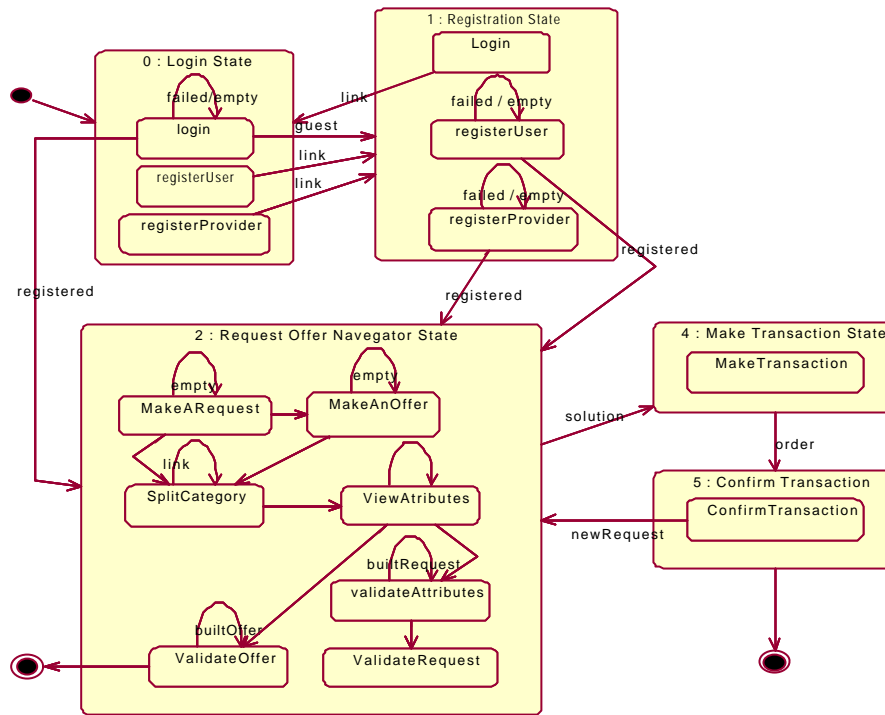 1 : Registration State
Login
0 : Login State
failed/empty
login
link
guest
failed / empty
registerUser
link
registerUser
link
registerProvider
failed / empty
registerProvider
registered
registered
registered
2 : Request Offer Navegator State
4 : Make Transaction State
MakeTransaction
empty
empty
MakeARequest
MakeAnOffer
solution
order
link
SplitCategory
ViewAtributes
5 : Confirm Transaction
ConfirmTransaction
newRequest
builtRequest
validateAttributes
builtOffer
ValidateOffer
ValidateRequest